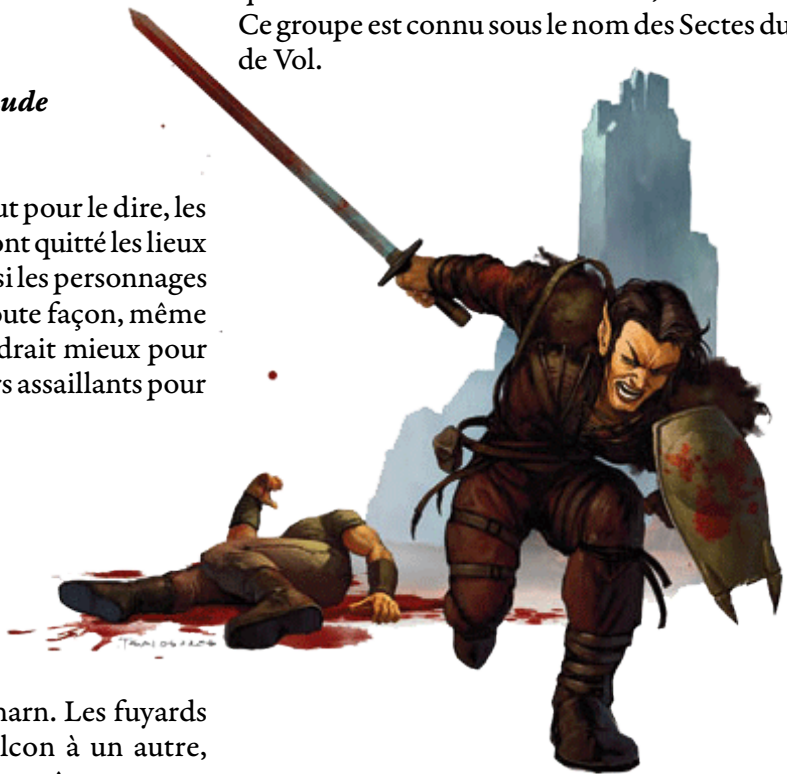 Ce groupe est connu sous le nom des Sectes du
de Vol.
ude
ut pour le dire, les
ont quitté les lieux
si les personnages
oute façon, même
drait mieux pour
rs assaillants pour
narn. Les fuyards
lcon à un autre,